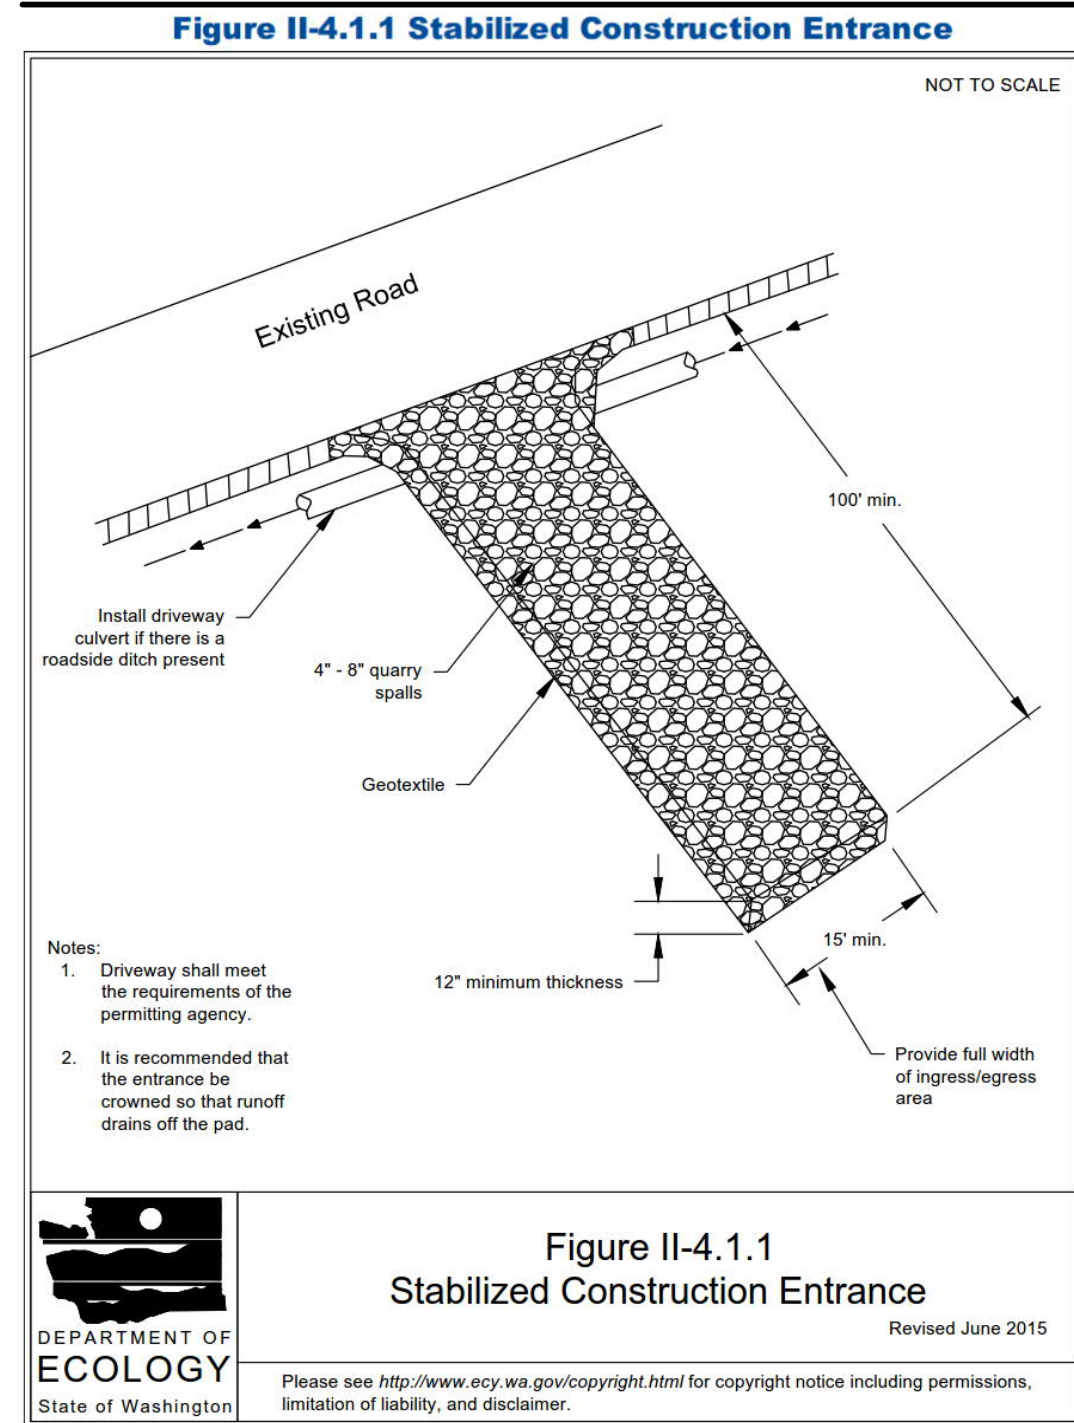 Figure II-4.1.1 Stabilized Construction Entrance
NOT TO SCALE
Existing Road
100' min.
Install driveway
culvert if there is a
roadside ditch present
4" - 8" quarry
spalls
Geotextile
15' min.
12" minimum thickness
Provide full width
of ingress/egress
area
Notes:
1. Driveway shall meet
the requirements of the
permitting agency.
2. It is recommended that
the entrance be
crowned so that runoff
drains off the pad.
DEPARTMENT OF
ECOLOGY
State of Washington
Figure II-4.1.1
Stabilized Construction Entrance
Revised June 2015
Please see http://www.ecy.wa.gov/copyright.html for copyright notice including permissions,
limitation of liability, and disclaimer.